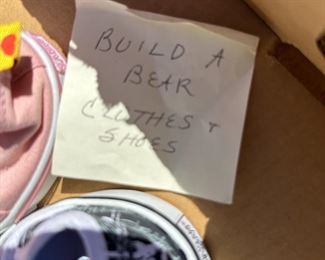 BUILD A
BEAR
CLOTHES +
SHOES